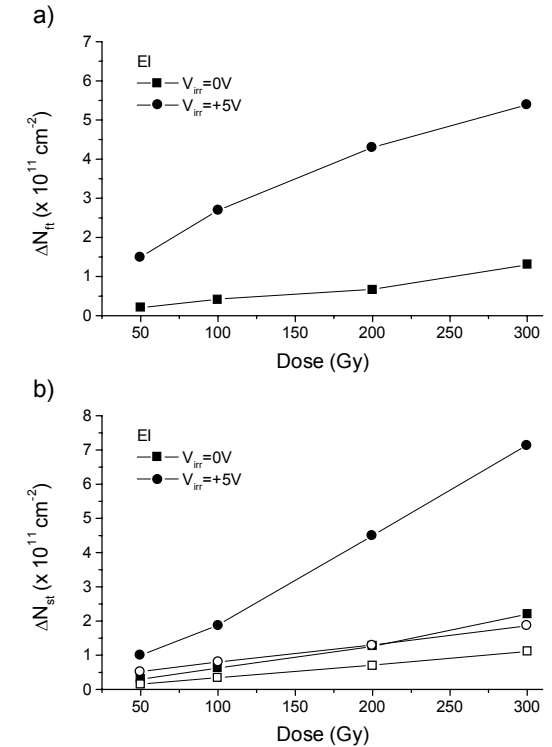 a)
7
6
5
4
3
2
1
0
EI
V_irr=0V
V_irr=+5V
ΔN_ft (x 10^11 cm^-2)
50 100 150 200 250 300
Dose (Gy)
b)
8
7
6
5
4
3
2
1
0
EI
V_irr=0V
V_irr=+5V
ΔN_st (x 10^11 cm^-2)
50 100 150 200 250 300
Dose (Gy)